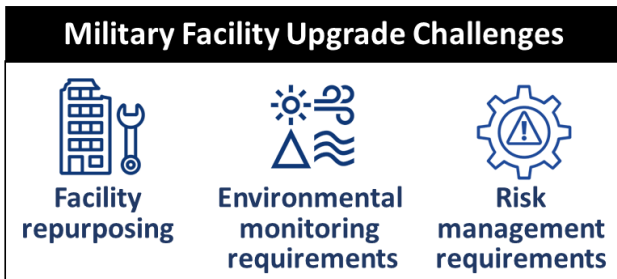 Military Facility Upgrade Challenges
Facility
repurposing
Environmental
monitoring
requirements
Risk
management
requirements